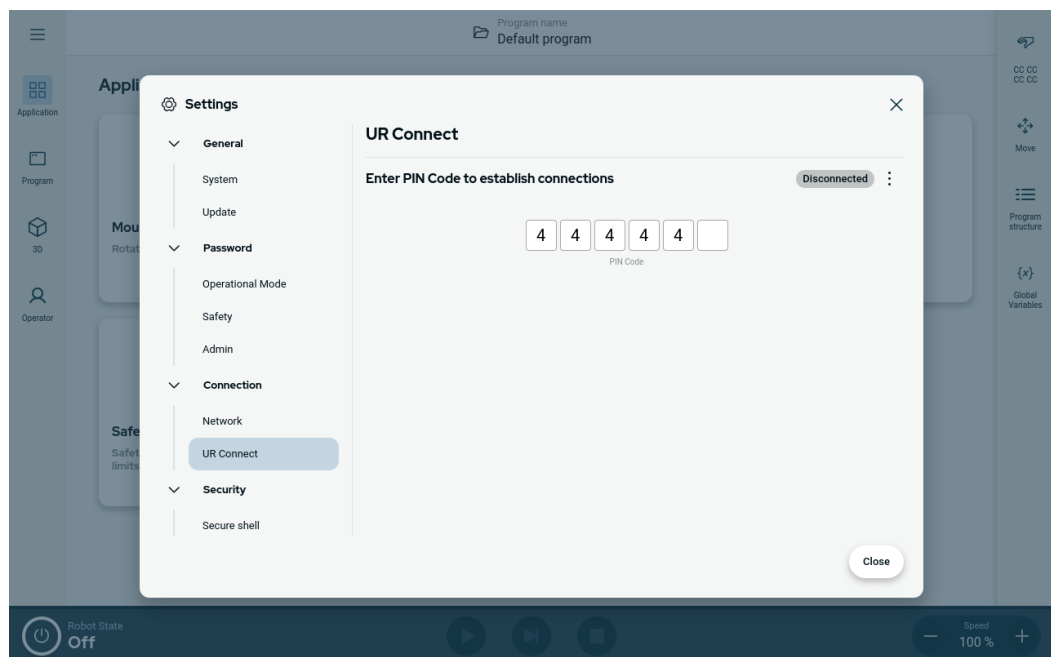 Program name
Default program
Application
Program
3D
Operator
Appli
Mou
Rotat
Safe
Safet
limits
Settings
General
System
Update
Password
Operational Mode
Safety
Admin
Connection
Network
UR Connect
Security
Secure shell
UR Connect
Enter PIN Code to establish connections
Disconnected
4 4 4 4 4
PIN Code
Close
CC CC
CC CC
Move
Program
structure
{x}
Global
Variables
Robot State
Off
Speed
100 %